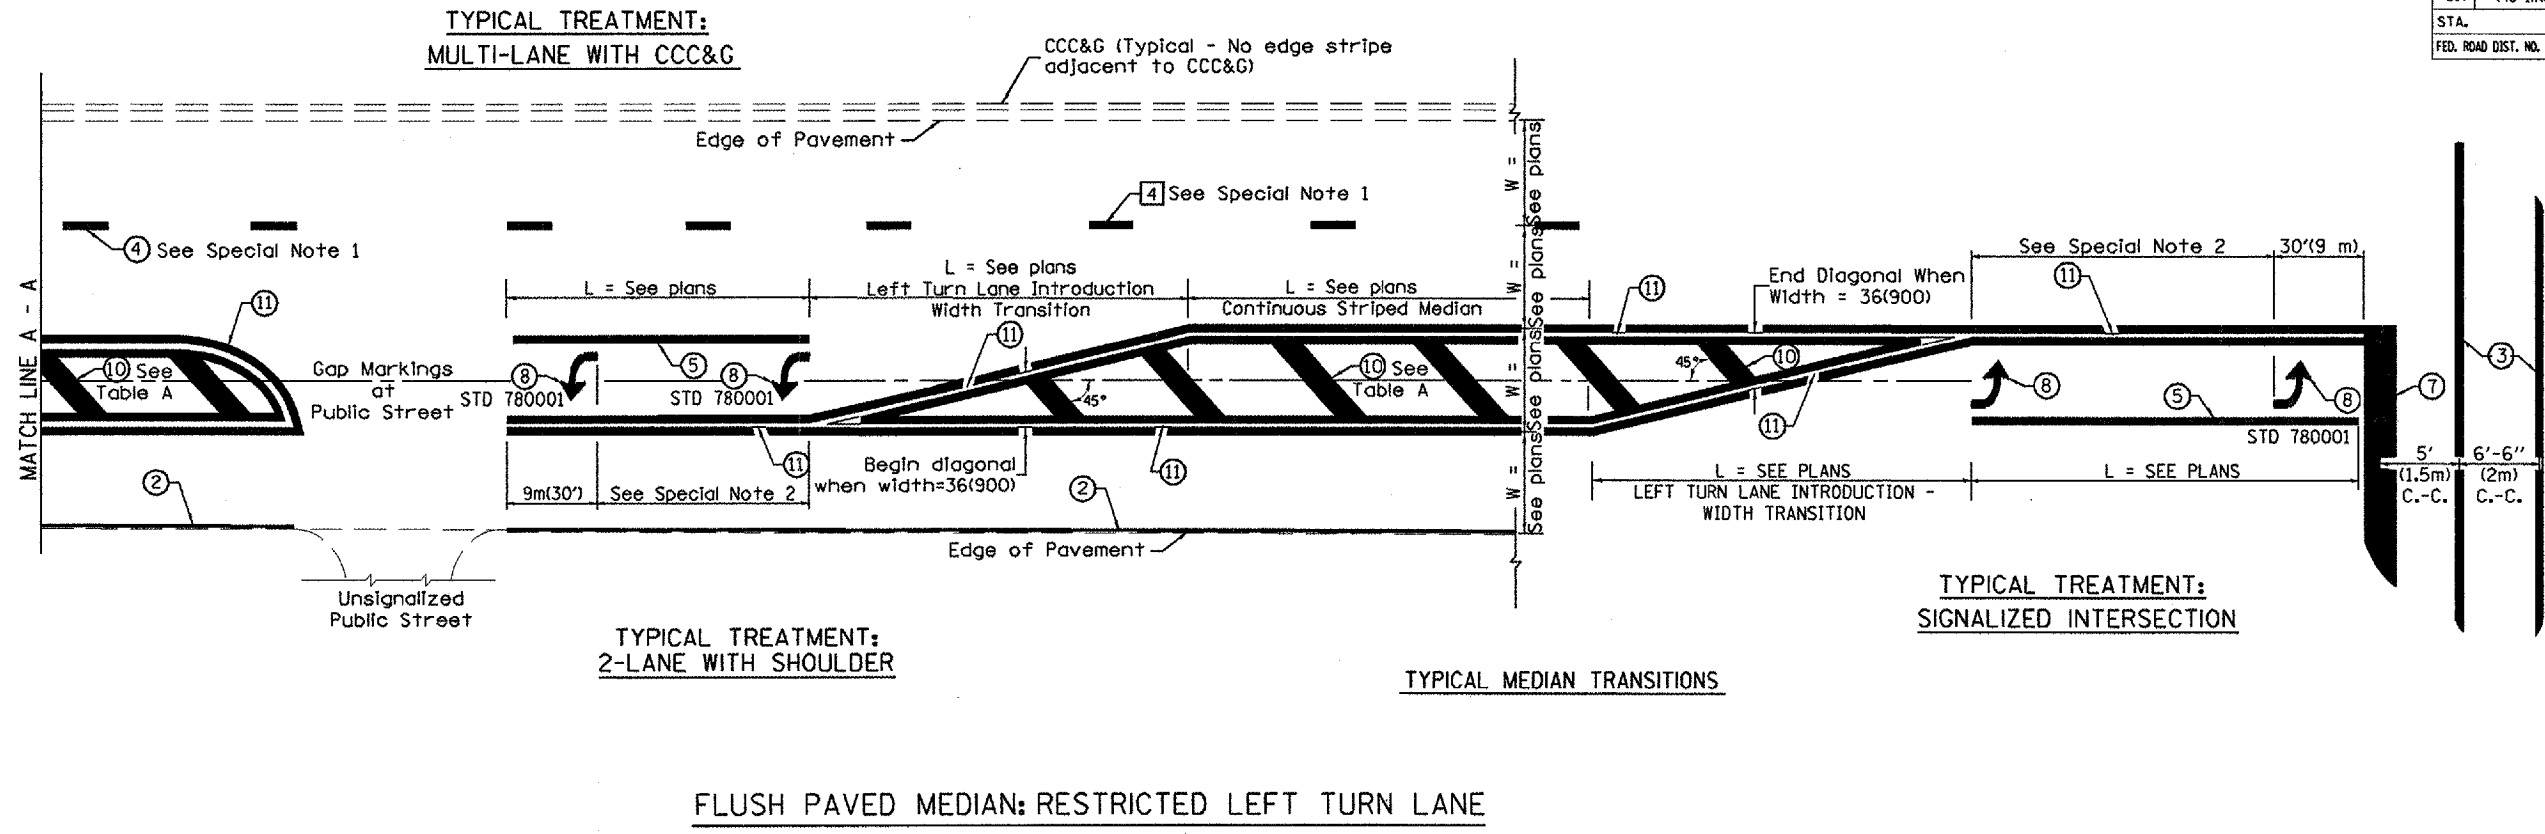 TYPICAL TREATMENT:
MULTI-LANE WITH CCC&G
CCC&G (Typical - No edge stripe
adjacent to CCC&G)
STA.
FED. ROAD DIST. NO.
Edge of Pavement
4 See Special Note 1
4 See Special Note 1
MATCH LINE A - A
11
10 See
Table A
Gap Markings
at
Public Street
2
Unsignalized
Public Street
L = See plans
5
8
STD 780001
8
STD 780001
11
9m(30')
See Special Note 2
L = See plans
Left Turn Lane Introduction
Width Transition
11
45°
Begin diagonal
when width=36(900)
11
2
Edge of Pavement
L = See plans
Continuous Striped Median
10 See
Table A
W =
See plans
W =
See plans
W =
See plans
W =
See plans
11
End Diagonal When
Width = 36(900)
45°
10
11
L = SEE PLANS
LEFT TURN LANE INTRODUCTION -
WIDTH TRANSITION
See Special Note 2
30'(9 m)
11
8
8
5
STD 780001
L = SEE PLANS
3
7
5'
(1.5m)
C.-C.
6'-6"
(2m)
C.-C.
TYPICAL TREATMENT:
2-LANE WITH SHOULDER
TYPICAL TREATMENT:
SIGNALIZED INTERSECTION
TYPICAL MEDIAN TRANSITIONS
FLUSH PAVED MEDIAN: RESTRICTED LEFT TURN LANE